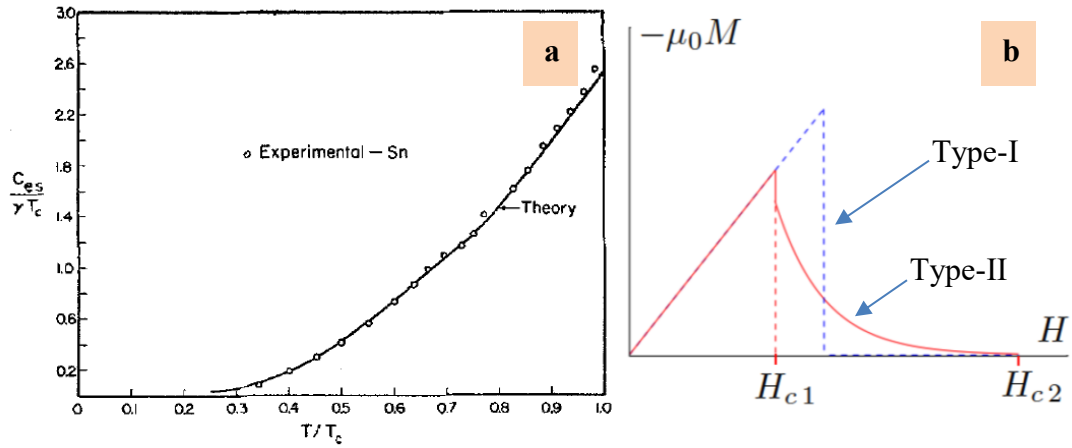 a
3.0
2.6
2.2
1.8
1.4
1.0
0.6
0.2
C_es
γT_c
Experimental – Sn
Theory
0 0.1 0.2 0.3 0.4 0.5 0.6 0.7 0.8 0.9 1.0
T/T_c
b
−μ₀M
Type-I
Type-II
H
H_c1
H_c2